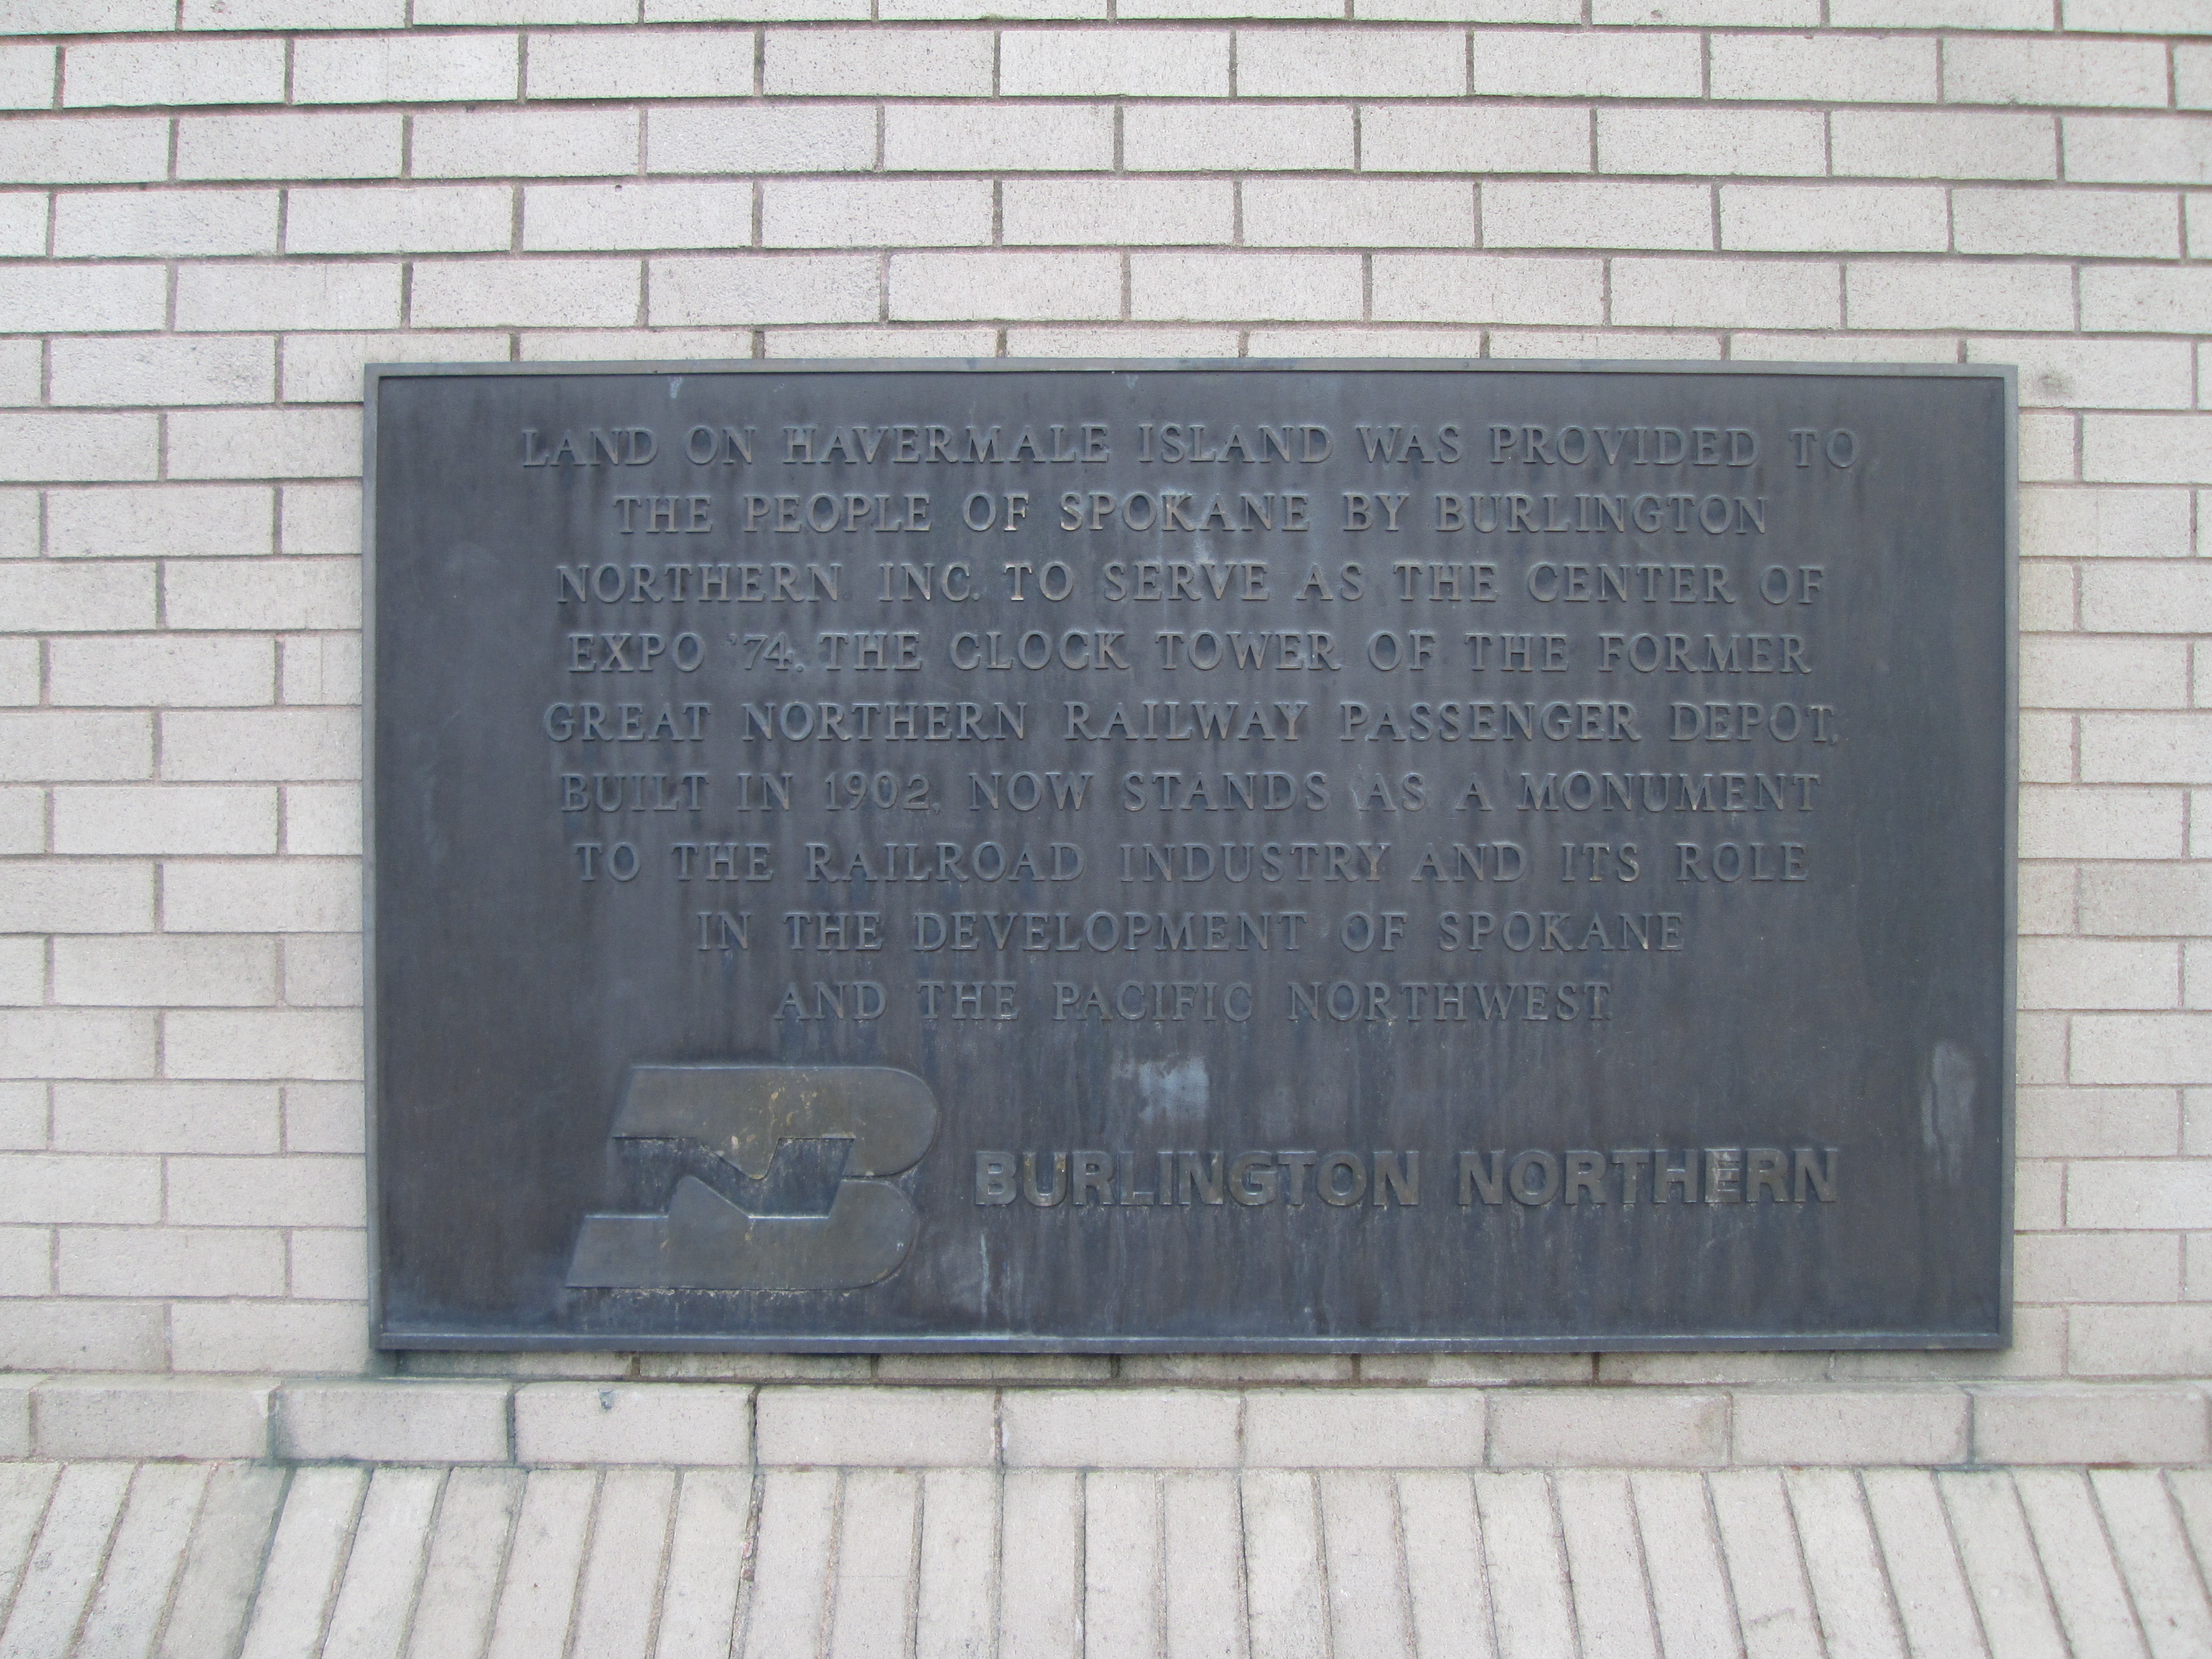 LAND ON HAVERMALE ISLAND WAS PROVIDED TO
THE PEOPLE OF SPOKANE BY BURLINGTON
NORTHERN INC. TO SERVE AS THE CENTER OF
EXPO '74. THE CLOCK TOWER OF THE FORMER
GREAT NORTHERN RAILWAY PASSENGER DEPOT,
BUILT IN 1902, NOW STANDS AS A MONUMENT
TO THE RAILROAD INDUSTRY AND ITS ROLE
IN THE DEVELOPMENT OF SPOKANE
AND THE PACIFIC NORTHWEST.
BURLINGTON NORTHERN